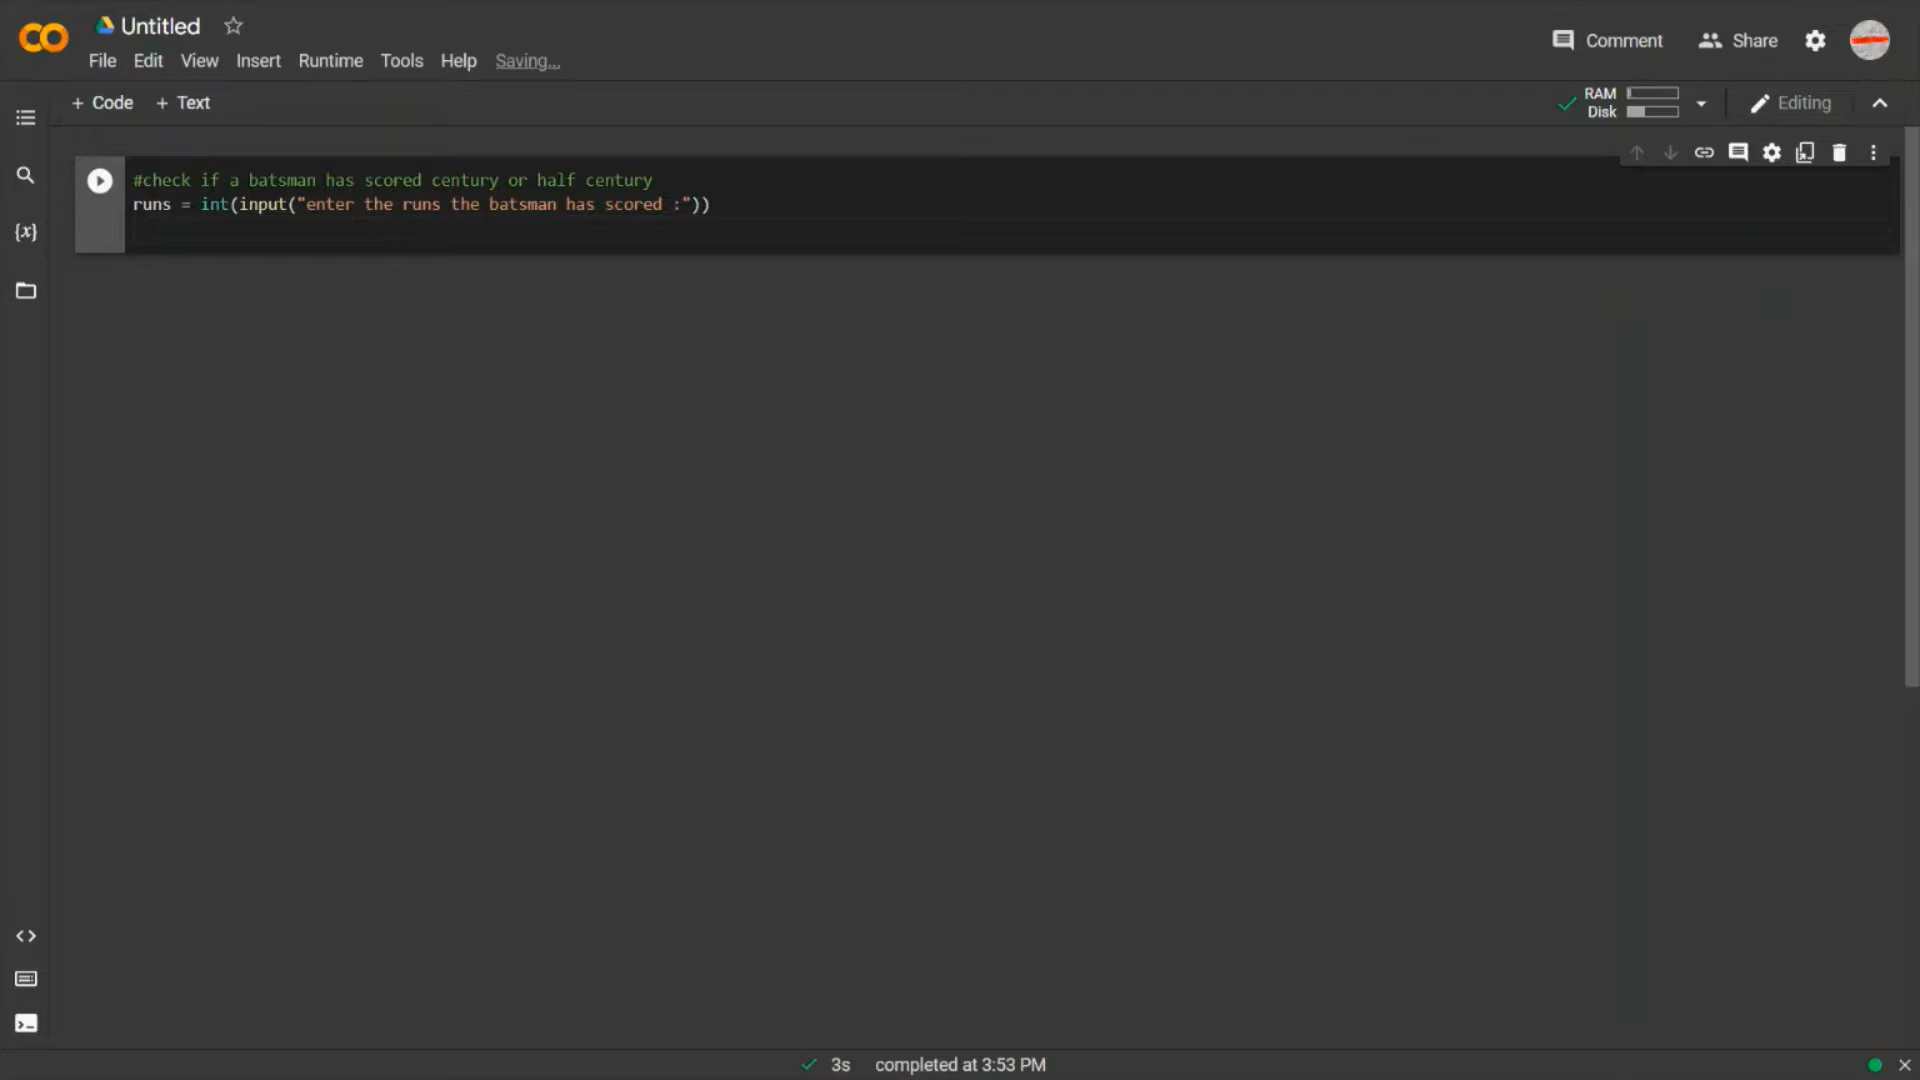 Untitled
File Edit View Insert Runtime Tools Help Saving...
Comment Share
+ Code + Text
RAM
Disk
Editing
{x}
#check if a batsman has scored century or half century
runs = int(input("enter the runs the batsman has scored :"))
3s completed at 3:53 PM